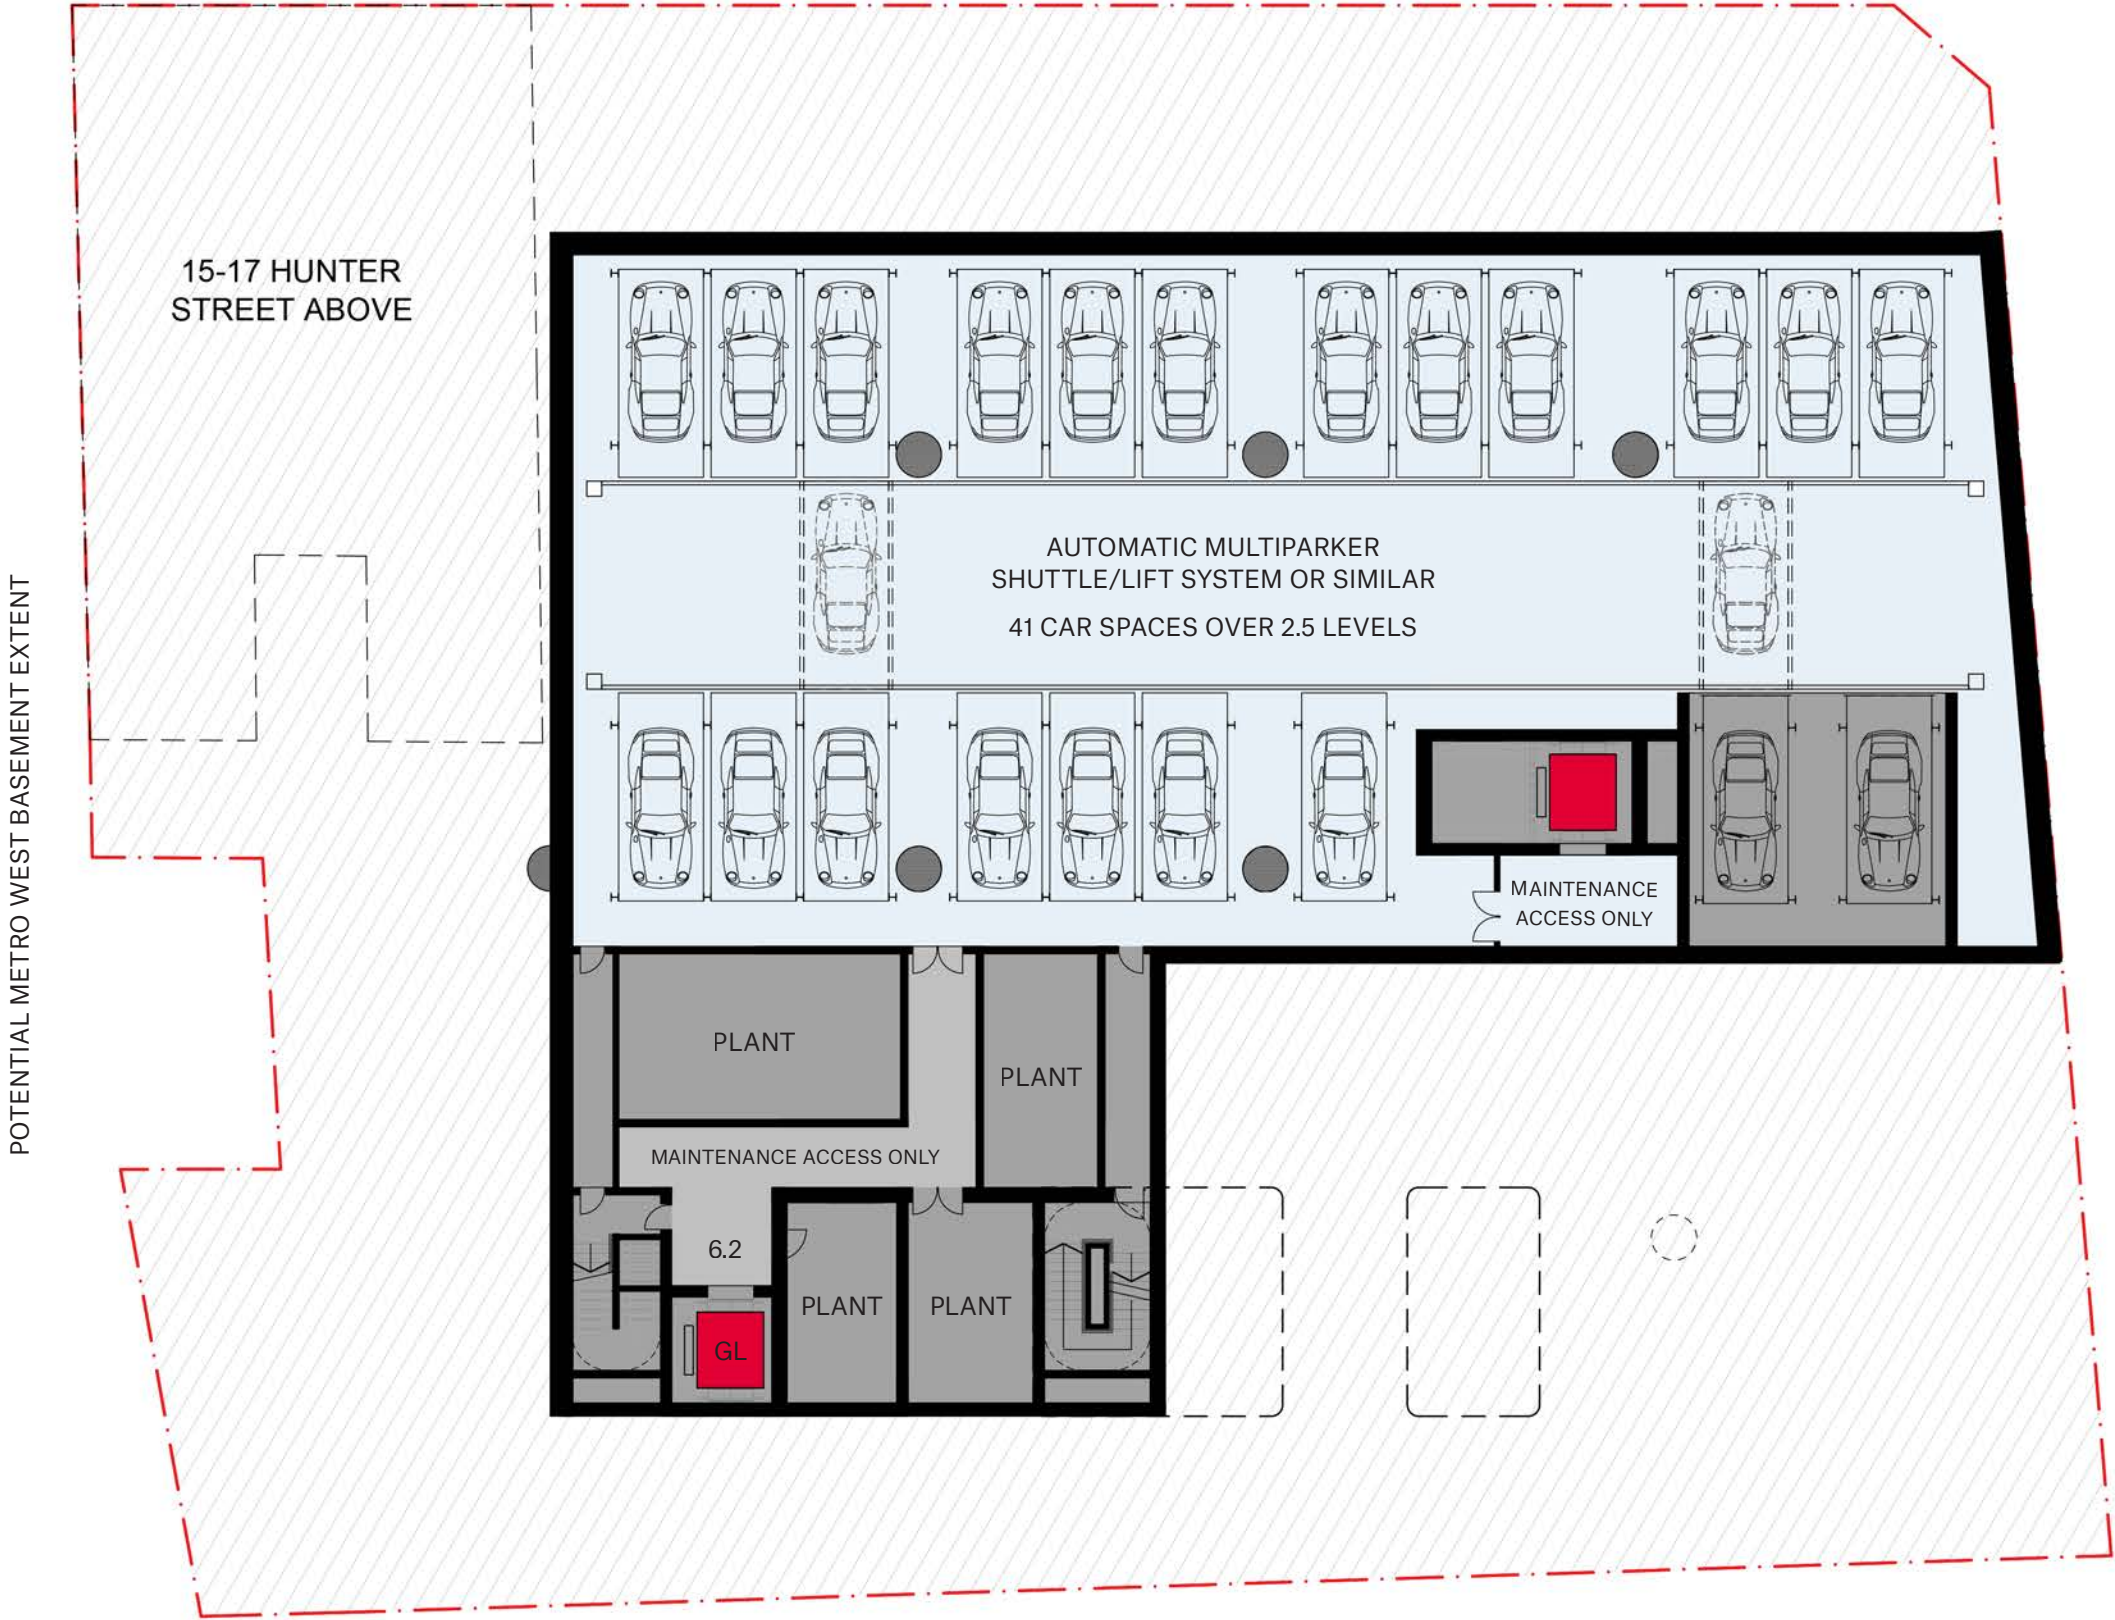 15-17 HUNTER
STREET ABOVE
POTENTIAL METRO WEST BASEMENT EXTENT
AUTOMATIC MULTIPARKER
SHUTTLE/LIFT SYSTEM OR SIMILAR
41 CAR SPACES OVER 2.5 LEVELS
MAINTENANCE
ACCESS ONLY
PLANT
PLANT
MAINTENANCE ACCESS ONLY
6.2
PLANT
PLANT
GL